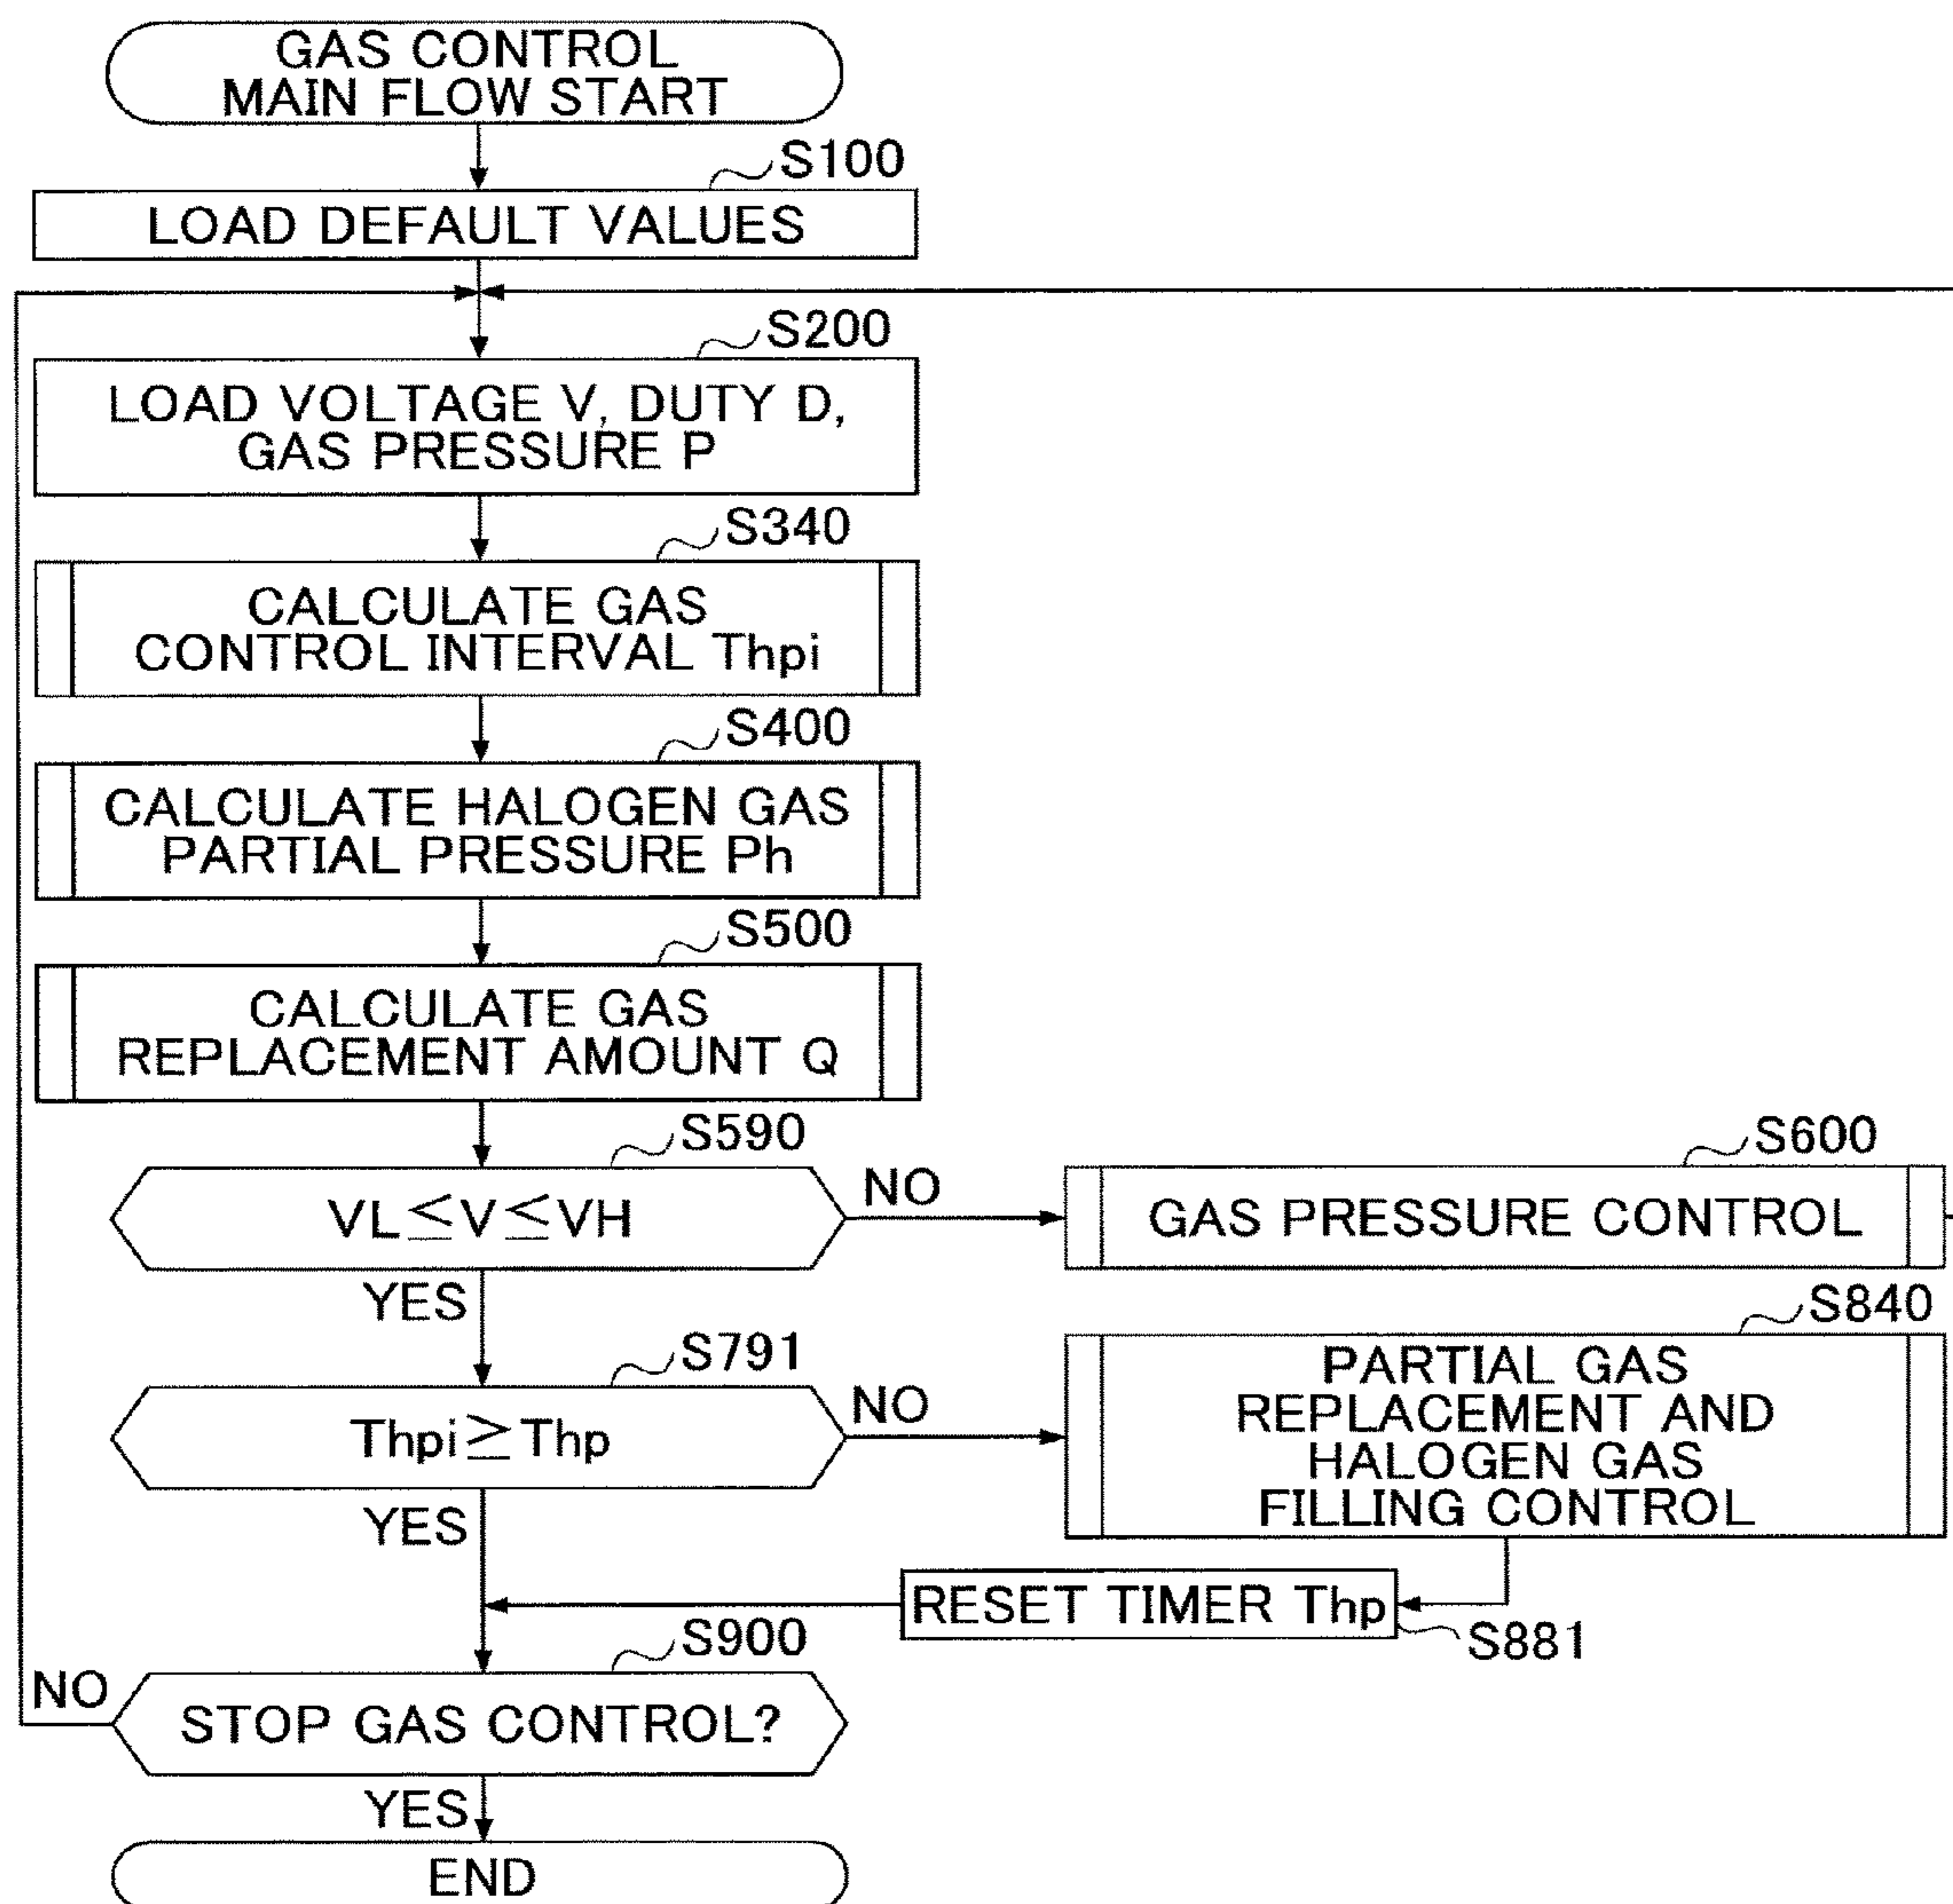 GAS CONTROL
MAIN FLOW START
S100
LOAD DEFAULT VALUES
S200
LOAD VOLTAGE V, DUTY D,
GAS PRESSURE P
S340
CALCULATE GAS
CONTROL INTERVAL Thpi
S400
CALCULATE HALOGEN GAS
PARTIAL PRESSURE Ph
S500
CALCULATE GAS
REPLACEMENT AMOUNT Q
S590
VL≦V≦VH
NO
YES
S600
GAS PRESSURE CONTROL
S791
Thpi≧Thp
NO
YES
S840
PARTIAL GAS
REPLACEMENT AND
HALOGEN GAS
FILLING CONTROL
RESET TIMER Thp
S881
S900
NO
STOP GAS CONTROL?
YES
END